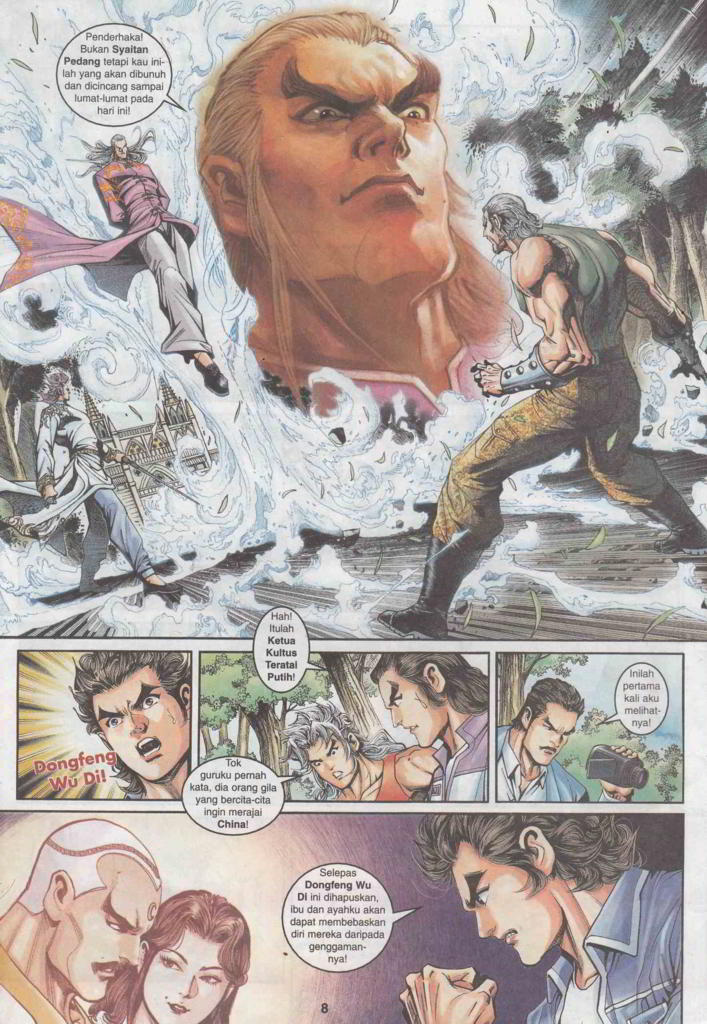 Penderhaka!
Bukan Syaitan
Pedang tetapi kau ini-
lah yang akan dibunuh
dan dicincang sampai
lumat-lumat pada
hari ini!
Dongfeng
Wu Di!
Hah!
Itulah
Ketua
Kultus
Teratai
Putih!
Tok
guruku pernah
kata, dia orang gila
yang bercita-cita
ingin merajai
China!
Inilah
pertama
kali aku
melihat-
nya!
Selepas
Dongfeng Wu
Di ini dihapuskan,
ibu dan ayahku akan
dapat membebaskan
diri mereka daripada
genggaman-
nya!
8